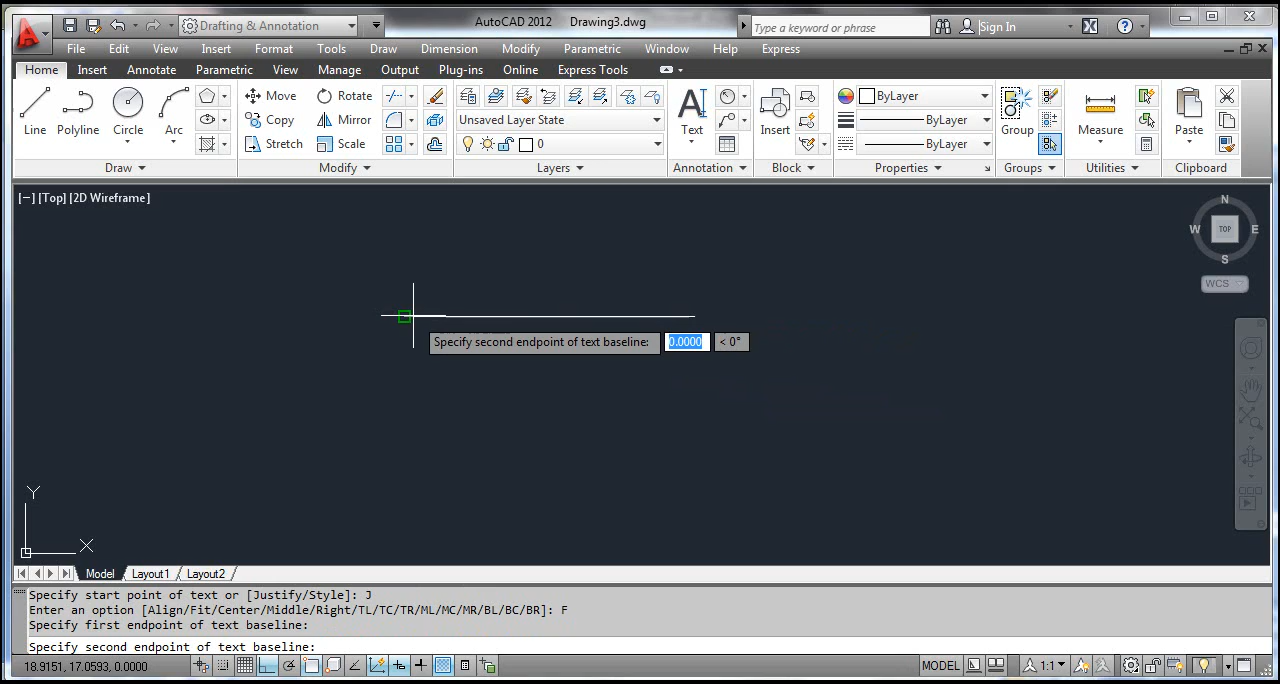 Drafting & Annotation
AutoCAD 2012 Drawing3.dwg
Type a keyword or phrase
Sign In
File Edit View Insert Format Tools Draw Dimension Modify Parametric Window Help Express
Home Insert Annotate Parametric View Manage Output Plug-ins Online Express Tools
Line Polyline Circle Arc
Draw
Move Rotate
Copy Mirror
Stretch Scale
Modify
Unsaved Layer State
0
Layers
A
Text
Annotation
Insert
Block
ByLayer
ByLayer
ByLayer
Properties
Group
Groups
Measure
Utilities
Paste
Clipboard
[−] [Top] [2D Wireframe]
N
W TOP E
S
WCS
Specify second endpoint of text baseline: 0.0000 < 0°
Y
X
Model Layout1 Layout2
Specify start point of text or [Justify/Style]: J
Enter an option [Align/Fit/Center/Middle/Right/TL/TC/TR/ML/MC/MR/BL/BC/BR]: F
Specify first endpoint of text baseline:
Specify second endpoint of text baseline:
18.9151, 17.0593, 0.0000
MODEL
1:1